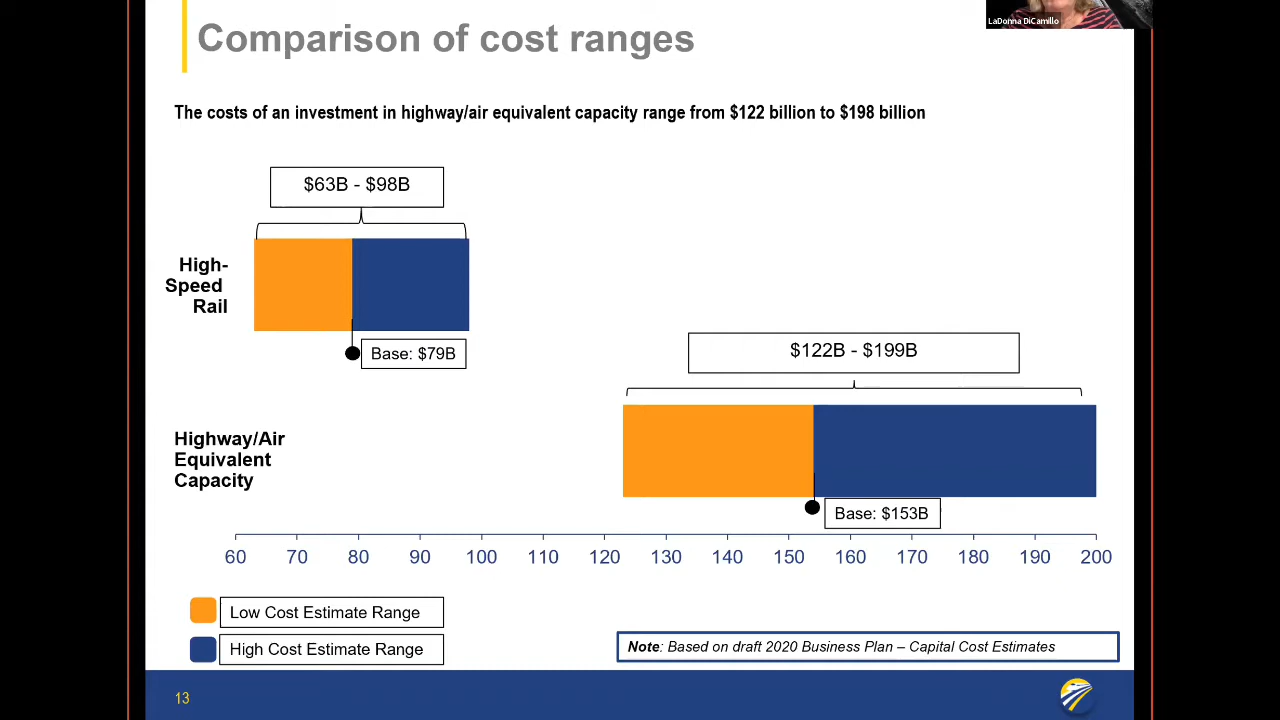 LaDonna DiCamillo
Comparison of cost ranges
The costs of an investment in highway/air equivalent capacity range from $122 billion to $198 billion
$63B - $98B
High-
Speed
Rail
Base: $79B
$122B - $199B
Highway/Air
Equivalent
Capacity
Base: $153B
60 70 80 90 100 110 120 130 140 150 160 170 180 190 200
Low Cost Estimate Range
High Cost Estimate Range
Note: Based on draft 2020 Business Plan – Capital Cost Estimates
13